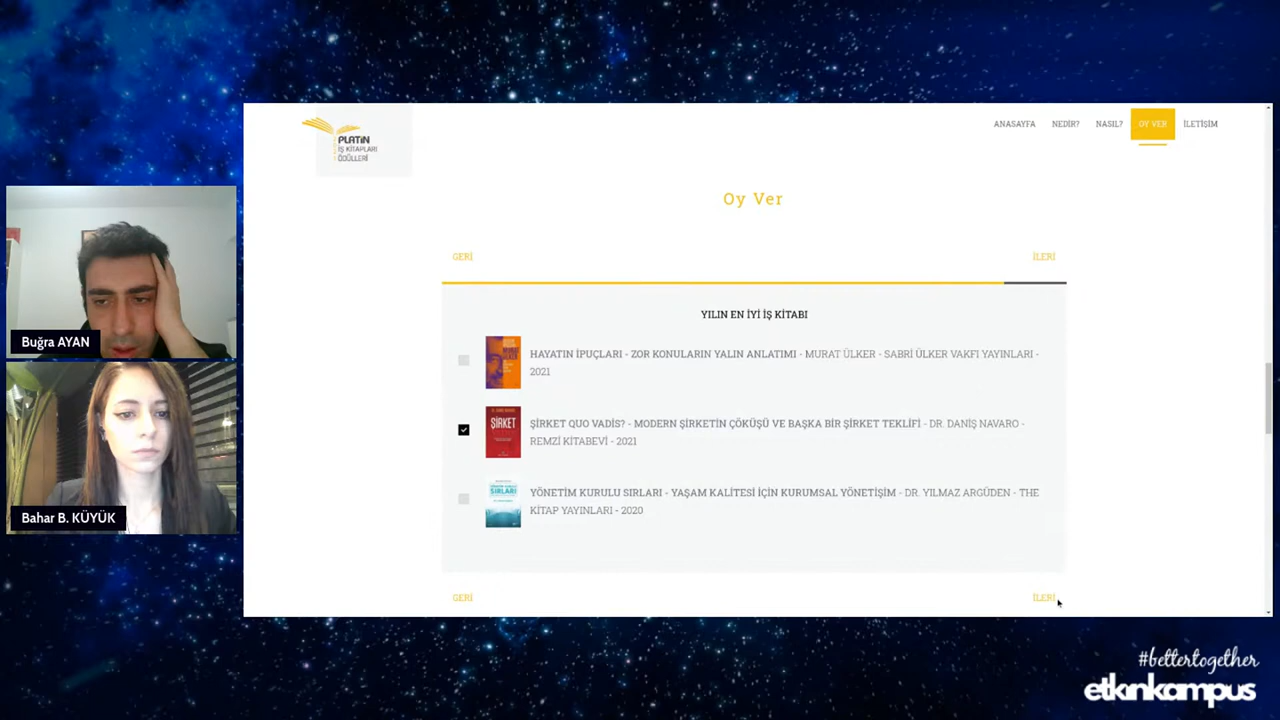 PLATİN
İŞ KİTAPLARI
ÖDÜLLERİ
ANASAYFA NEDİR? NASIL? OY VER İLETİŞİM
Oy Ver
GERİ İLERİ
YILIN EN İYİ İŞ KİTABI
HAYATIN İPUÇLARI - ZOR KONULARIN YALIN ANLATIMI - MURAT ÜLKER - SABRİ ÜLKER VAKFI YAYINLARI -
2021
ŞİRKET
ŞİRKET QUO VADİS? - MODERN ŞİRKETİN ÇÖKÜŞÜ VE BAŞKA BİR ŞİRKET TEKLİFİ - DR. DANİŞ NAVARO -
REMZİ KİTABEVİ - 2021
SIRLARI
YÖNETİM KURULU SIRLARI - YAŞAM KALİTESİ İÇİN KURUMSAL YÖNETİŞİM - DR. YILMAZ ARGÜDEN - THE
KİTAP YAYINLARI - 2020
GERİ İLERİ
Buğra AYAN
Bahar B. KÜYÜK
#bettertogether
etkinkampus